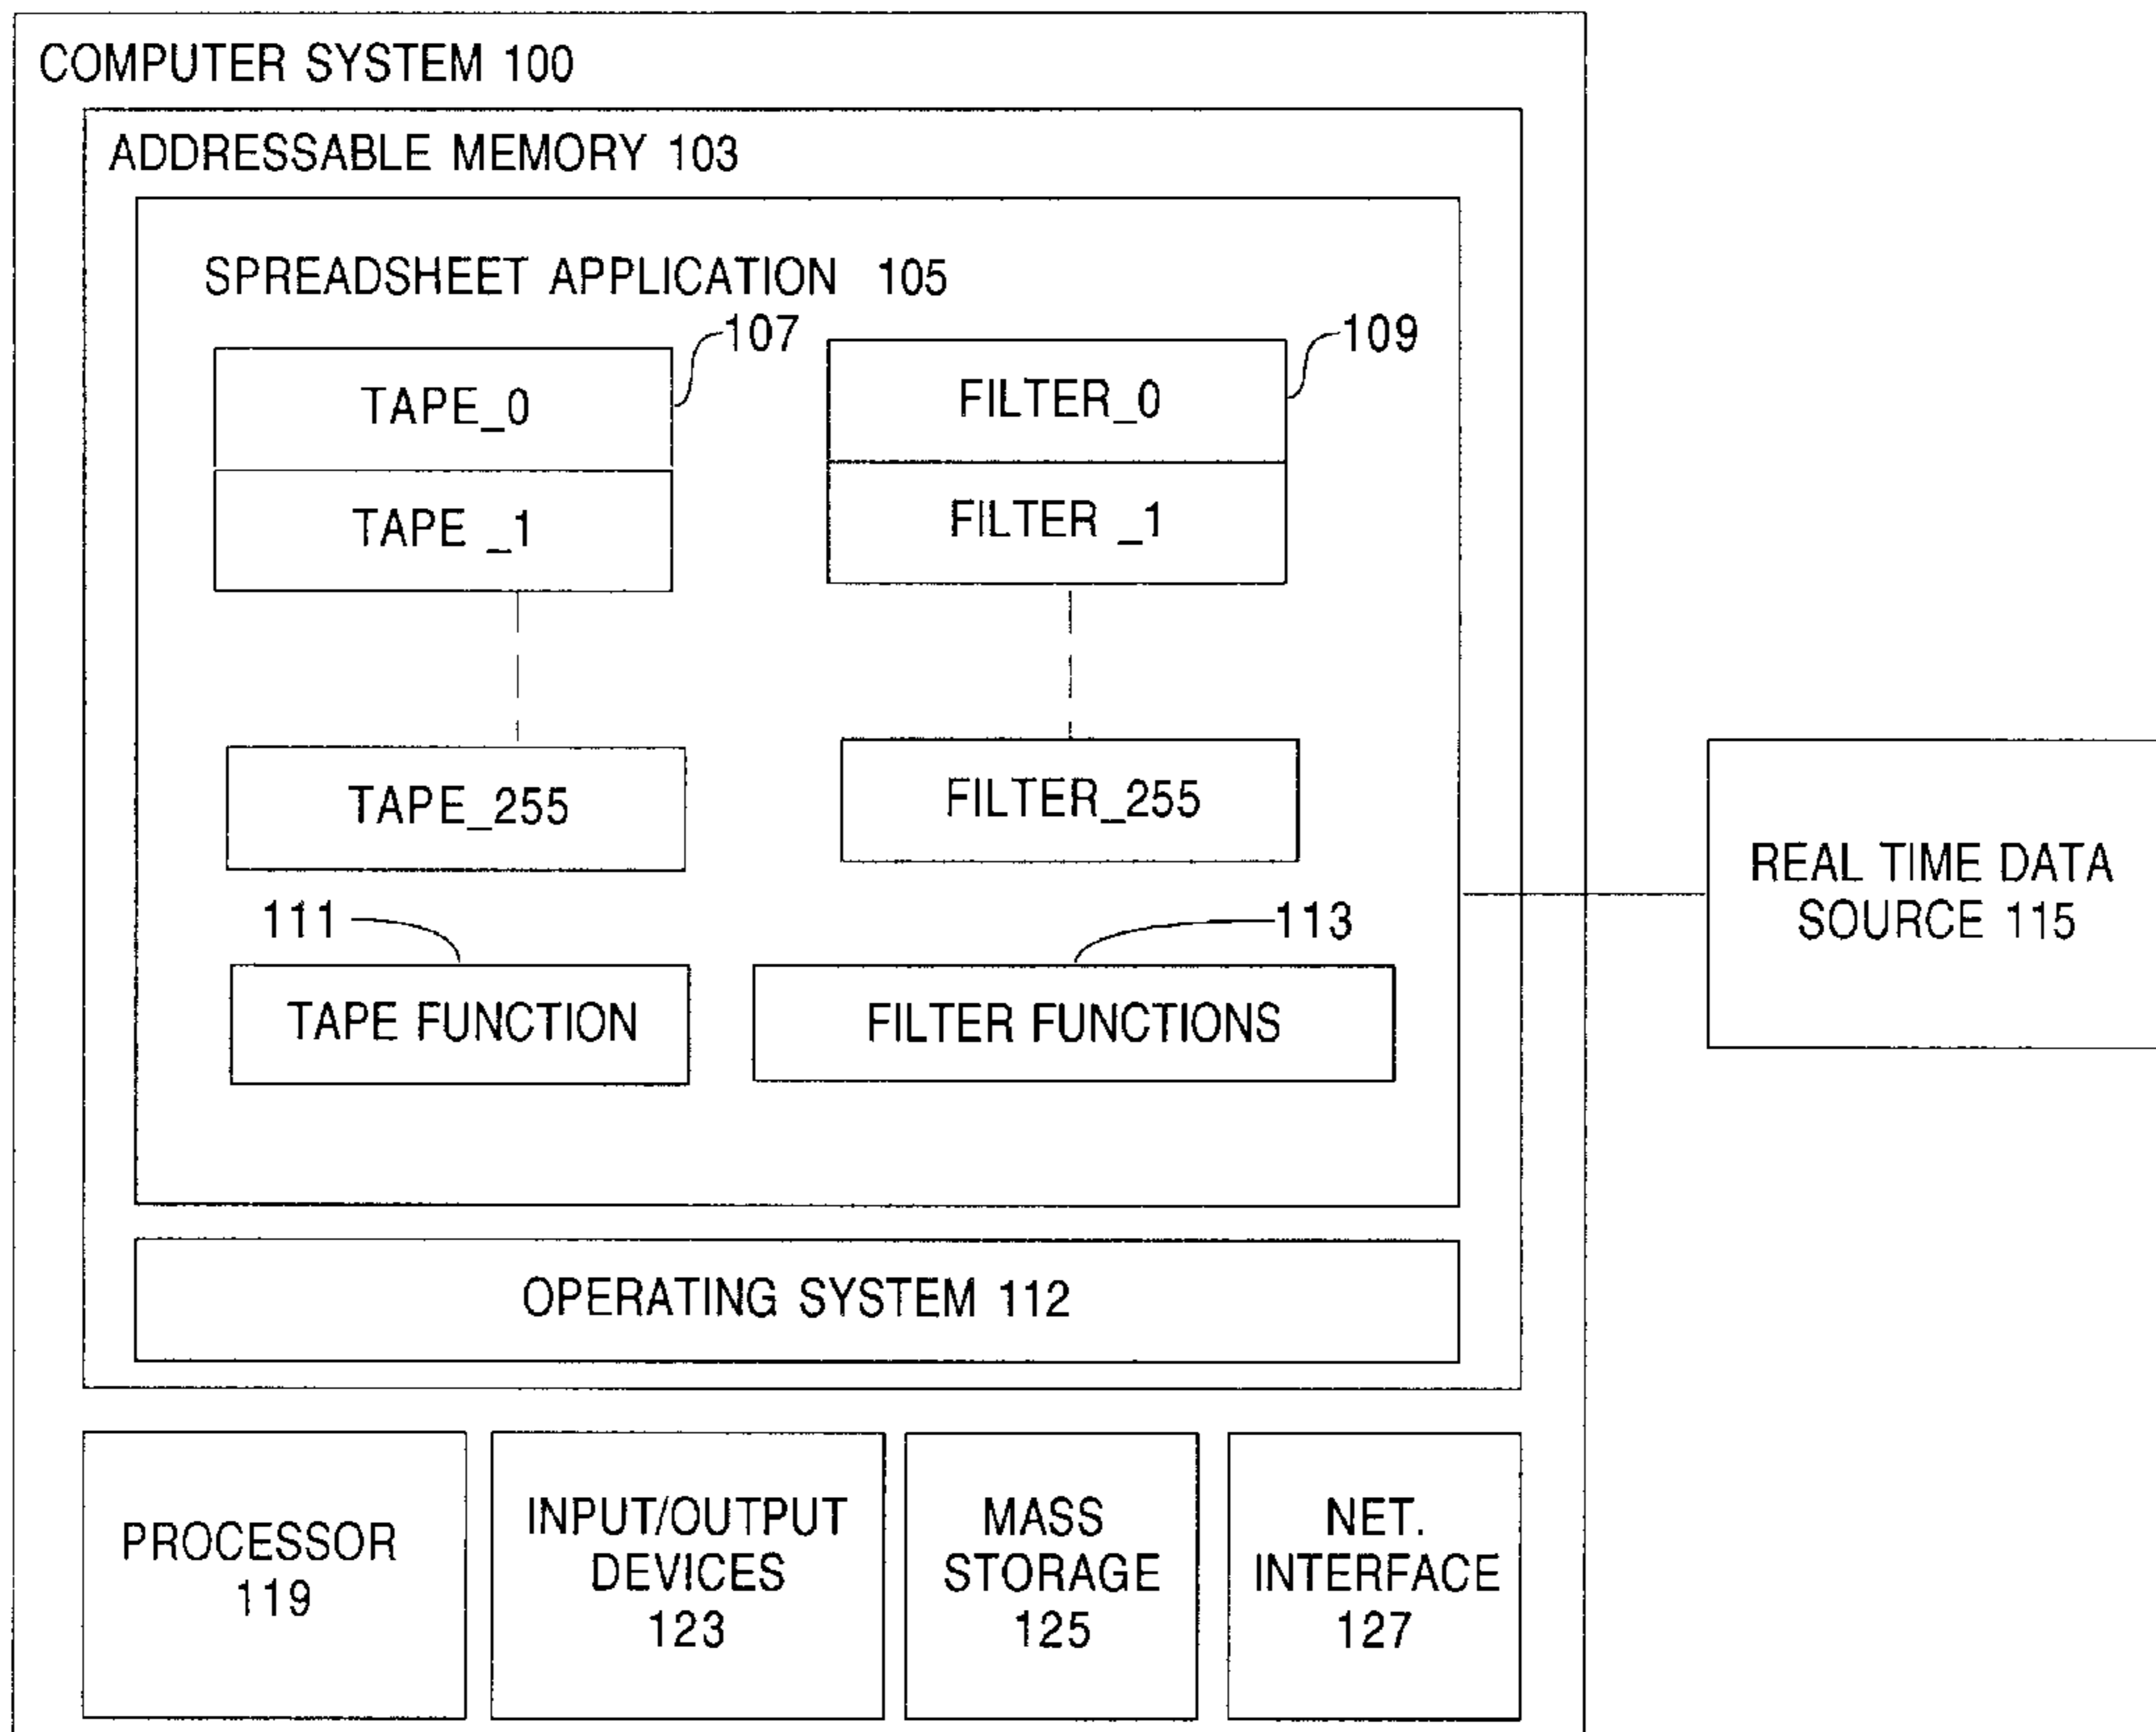 COMPUTER SYSTEM 100
ADDRESSABLE MEMORY 103
SPREADSHEET APPLICATION 105
107
109
TAPE_0
FILTER_0
TAPE _1
FILTER _1
TAPE_255
FILTER_255
REAL TIME DATA
SOURCE 115
111
113
TAPE FUNCTION
FILTER FUNCTIONS
OPERATING SYSTEM 112
PROCESSOR
119
INPUT/OUTPUT
DEVICES
123
MASS
STORAGE
125
NET.
INTERFACE
127